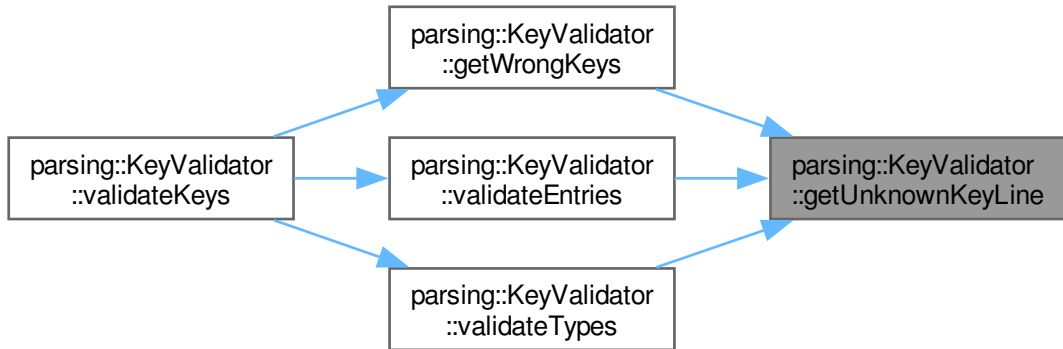 parsing::KeyValidator
::getWrongKeys
parsing::KeyValidator
::validateKeys
parsing::KeyValidator
::validateEntries
parsing::KeyValidator
::getUnknownKeyLine
parsing::KeyValidator
::validateTypes